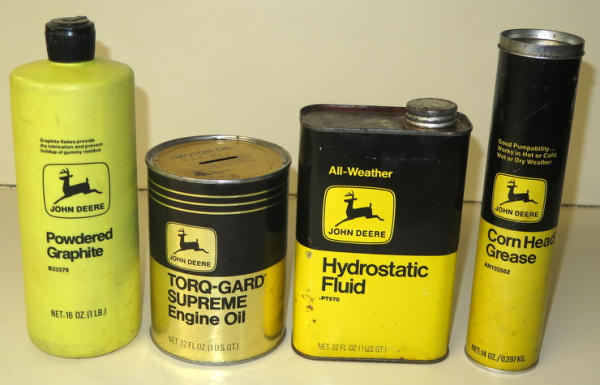 Graphite flakes provide
dry lubrication and prevent
buildup of gummy residue.
JOHN DEERE
Powdered
Graphite
B33379
NET: 16 OZ. (1 LB.)
MOTOR OIL
JOHN DEERE
TORQ-GARD
SUPREME
Engine Oil
NET 32 FL. OZ. (1 U.S. QT.)
All-Weather
JOHN DEERE
Hydrostatic
Fluid
PT570
NET 32 FL. OZ. (1 U.S. QT.)
Good Pumpability...
Works in Hot or Cold,
Wet or Dry Weather
JOHN DEERE
Corn Head
Grease
AN102562
NET: 14 OZ./0.397KG.